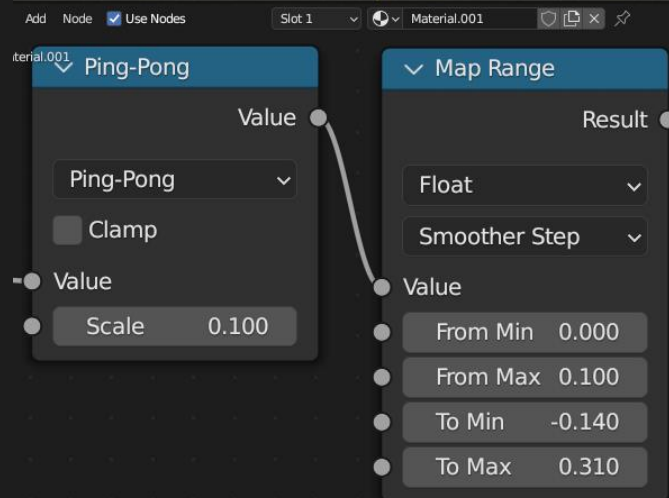 Add Node Use Nodes Slot 1 Material.001
Ping-Pong
Value
Ping-Pong
Clamp
Value
Scale 0.100
Map Range
Result
Float
Smoother Step
Value
From Min 0.000
From Max 0.100
To Min -0.140
To Max 0.310